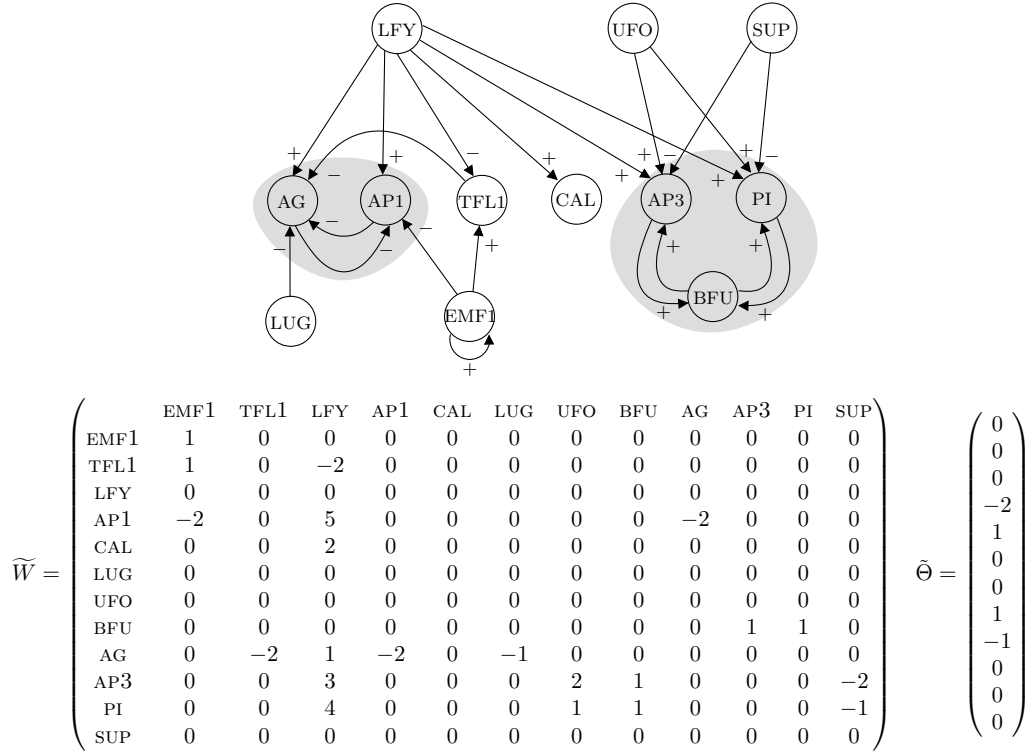 LFY UFO SUP
+ − + − + + + − + −
+ +
AG AP1 TFL1 CAL AP3 PI
− −
− − − + + +
LUG EMF1 BFU
+ + +
EMF1 TFL1 LFY AP1 CAL LUG UFO BFU AG AP3 PI SUP
EMF1 1 0 0 0 0 0 0 0 0 0 0 0 0
TFL1 1 0 −2 0 0 0 0 0 0 0 0 0 0
LFY 0 0 0 0 0 0 0 0 0 0 0 0 0
AP1 −2 0 5 0 0 0 0 0 −2 0 0 0 −2
CAL 0 0 2 0 0 0 0 0 0 0 0 0 1
W̃ = LUG 0 0 0 0 0 0 0 0 0 0 0 0 Θ̃ = 0
UFO 0 0 0 0 0 0 0 0 0 0 0 0 0
BFU 0 0 0 0 0 0 0 0 0 1 1 0 1
AG 0 −2 1 −2 0 −1 0 0 0 0 0 0 −1
AP3 0 0 3 0 0 0 2 1 0 0 0 −2 0
PI 0 0 4 0 0 0 1 1 0 0 0 −1 0
SUP 0 0 0 0 0 0 0 0 0 0 0 0 0